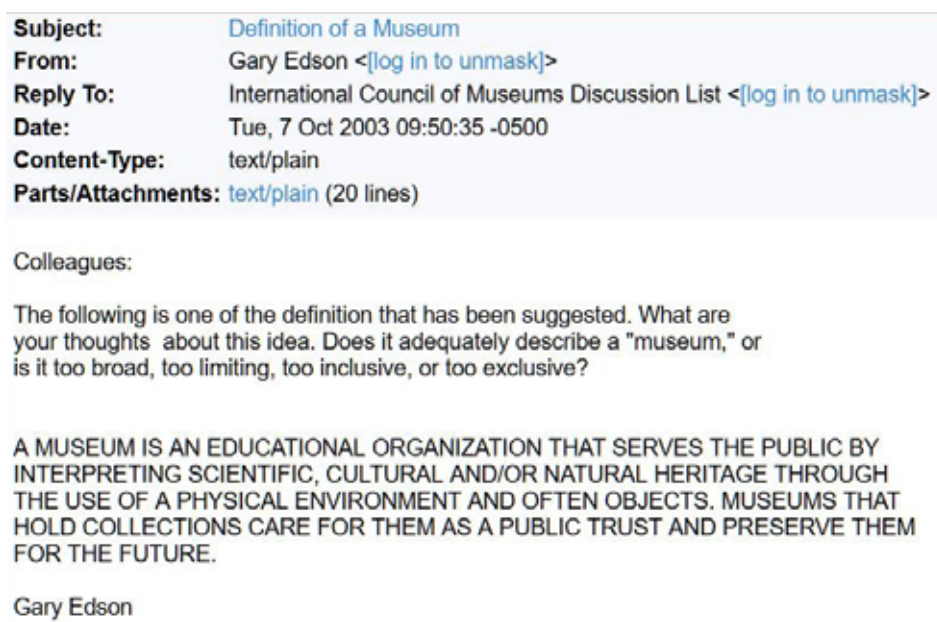 Subject: Definition of a Museum
From: Gary Edson <[log in to unmask]>
Reply To: International Council of Museums Discussion List <[log in to unmask]>
Date: Tue, 7 Oct 2003 09:50:35 -0500
Content-Type: text/plain
Parts/Attachments: text/plain (20 lines)
Colleagues:
The following is one of the definition that has been suggested. What are
your thoughts  about this idea. Does it adequately describe a "museum," or
is it too broad, too limiting, too inclusive, or too exclusive?
A MUSEUM IS AN EDUCATIONAL ORGANIZATION THAT SERVES THE PUBLIC BY
INTERPRETING SCIENTIFIC, CULTURAL AND/OR NATURAL HERITAGE THROUGH
THE USE OF A PHYSICAL ENVIRONMENT AND OFTEN OBJECTS. MUSEUMS THAT
HOLD COLLECTIONS CARE FOR THEM AS A PUBLIC TRUST AND PRESERVE THEM
FOR THE FUTURE.
Gary Edson